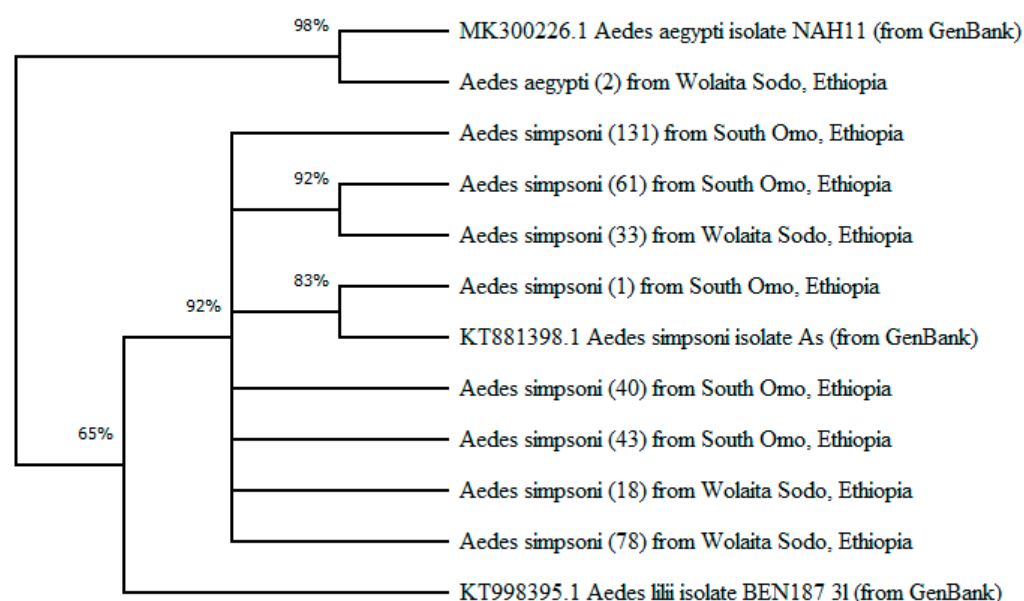 98%
MK300226.1 Aedes aegypti isolate NAH11 (from GenBank)
Aedes aegypti (2) from Wolaita Sodo, Ethiopia
Aedes simpsoni (131) from South Omo, Ethiopia
92%
Aedes simpsoni (61) from South Omo, Ethiopia
Aedes simpsoni (33) from Wolaita Sodo, Ethiopia
83%
Aedes simpsoni (1) from South Omo, Ethiopia
92%
KT881398.1 Aedes simpsoni isolate As (from GenBank)
Aedes simpsoni (40) from South Omo, Ethiopia
65%
Aedes simpsoni (43) from South Omo, Ethiopia
Aedes simpsoni (18) from Wolaita Sodo, Ethiopia
Aedes simpsoni (78) from Wolaita Sodo, Ethiopia
KT998395.1 Aedes lilii isolate BEN187 3l (from GenBank)